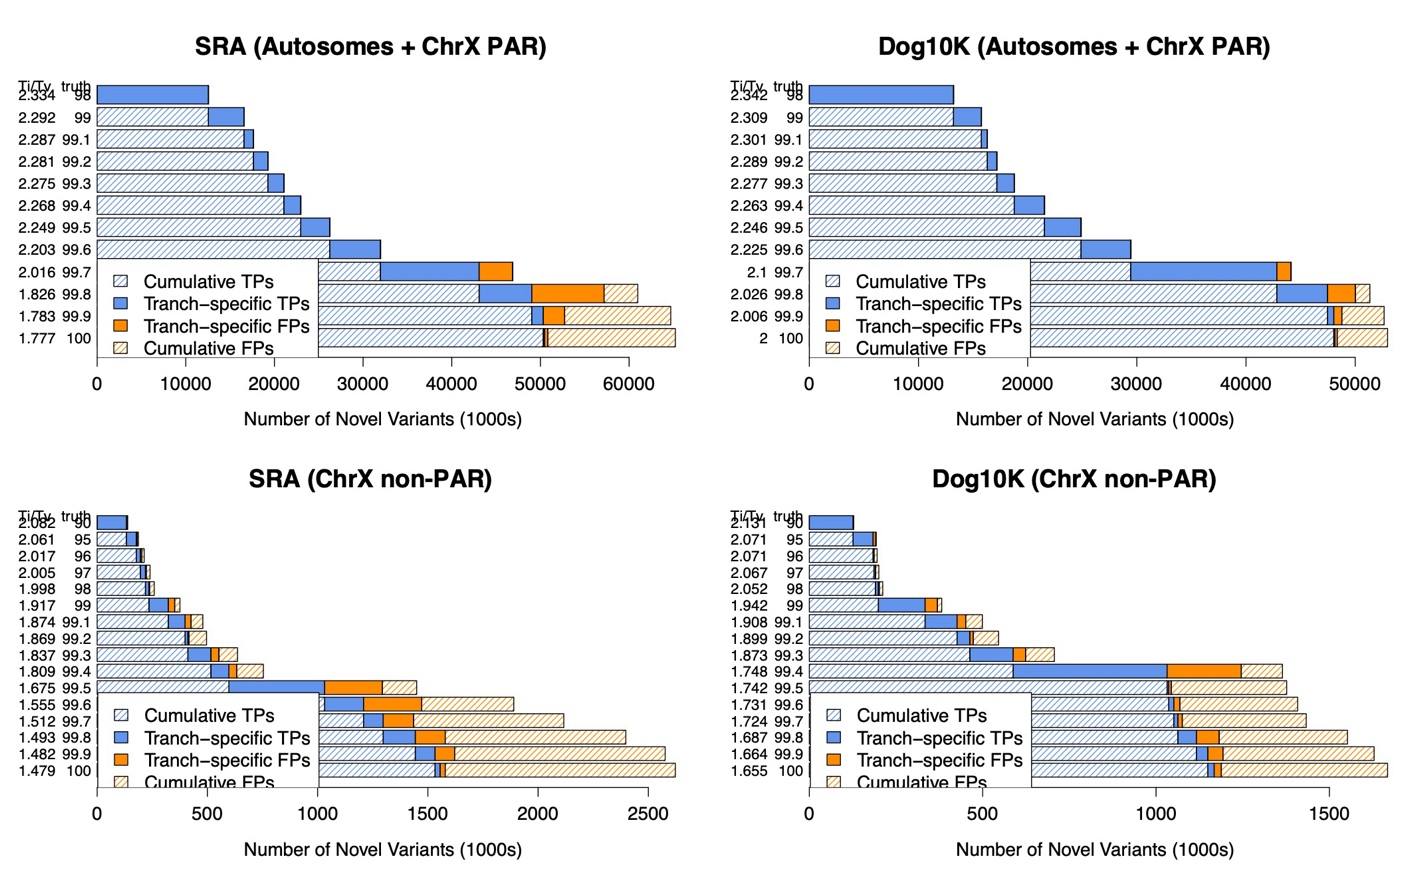 SRA (Autosomes + ChrX PAR)
Ti/Tv truth
2.334 98
2.292 99
2.287 99.1
2.281 99.2
2.275 99.3
2.268 99.4
2.249 99.5
2.203 99.6
2.016 99.7
1.826 99.8
1.783 99.9
1.777 100
Cumulative TPs
Tranch−specific TPs
Tranch−specific FPs
Cumulative FPs
0 10000 20000 30000 40000 50000 60000
Number of Novel Variants (1000s)
Dog10K (Autosomes + ChrX PAR)
Ti/Tv truth
2.342 98
2.309 99
2.301 99.1
2.289 99.2
2.277 99.3
2.263 99.4
2.246 99.5
2.225 99.6
2.1 99.7
2.026 99.8
2.006 99.9
2 100
Cumulative TPs
Tranch−specific TPs
Tranch−specific FPs
Cumulative FPs
0 10000 20000 30000 40000 50000
Number of Novel Variants (1000s)
SRA (ChrX non-PAR)
Ti/Tv truth
2.082 90
2.061 95
2.017 96
2.005 97
1.998 98
1.917 99
1.874 99.1
1.869 99.2
1.837 99.3
1.809 99.4
1.675 99.5
1.555 99.6
1.512 99.7
1.493 99.8
1.482 99.9
1.479 100
Cumulative TPs
Tranch−specific TPs
Tranch−specific FPs
Cumulative FPs
0 500 1000 1500 2000 2500
Number of Novel Variants (1000s)
Dog10K (ChrX non-PAR)
Ti/Tv truth
2.131 90
2.071 95
2.071 96
2.067 97
2.052 98
1.942 99
1.908 99.1
1.899 99.2
1.873 99.3
1.748 99.4
1.742 99.5
1.731 99.6
1.724 99.7
1.687 99.8
1.664 99.9
1.655 100
Cumulative TPs
Tranch−specific TPs
Tranch−specific FPs
Cumulative FPs
0 500 1000 1500
Number of Novel Variants (1000s)